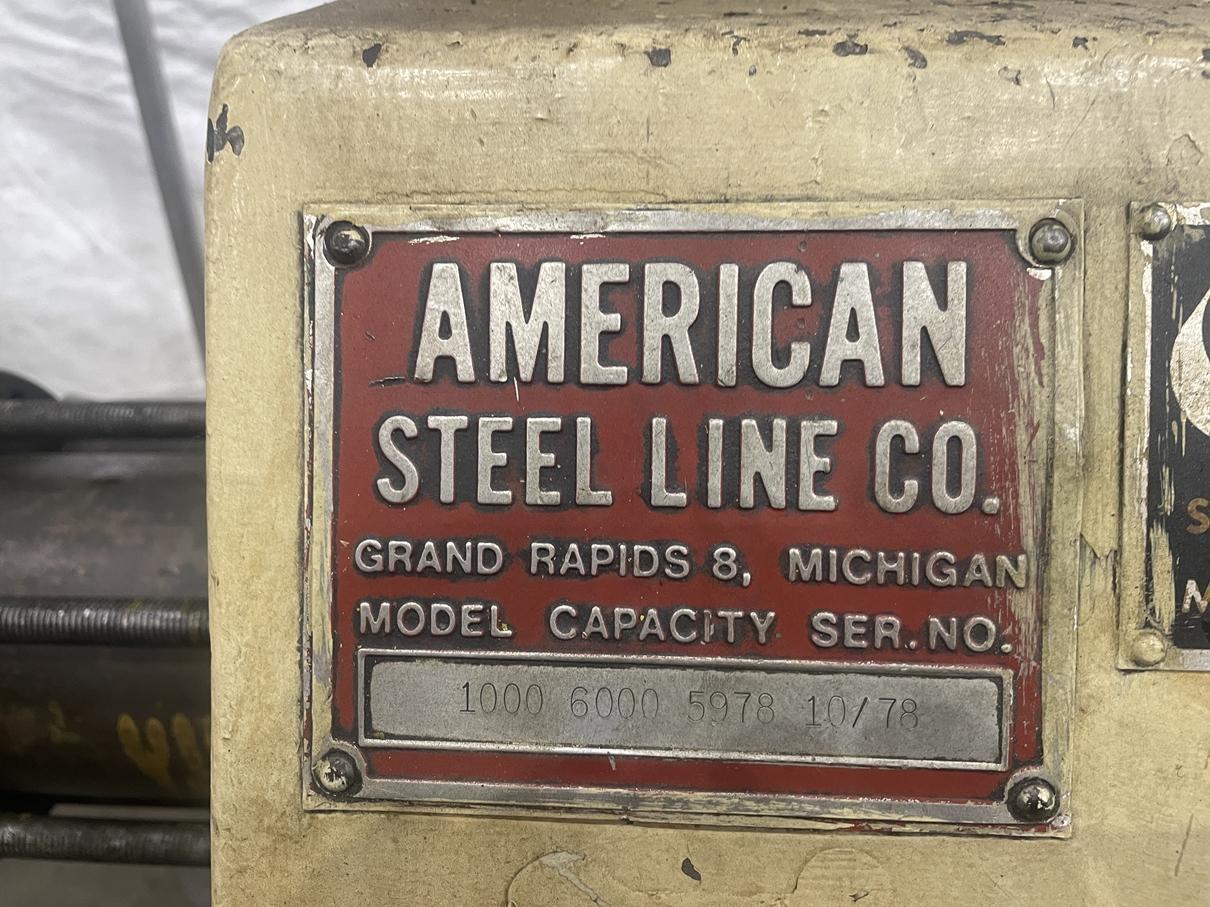 AMERICAN
STEEL LINE CO.
GRAND RAPIDS 8, MICHIGAN
MODEL CAPACITY SER. NO.
1000 6000 5978 10/78